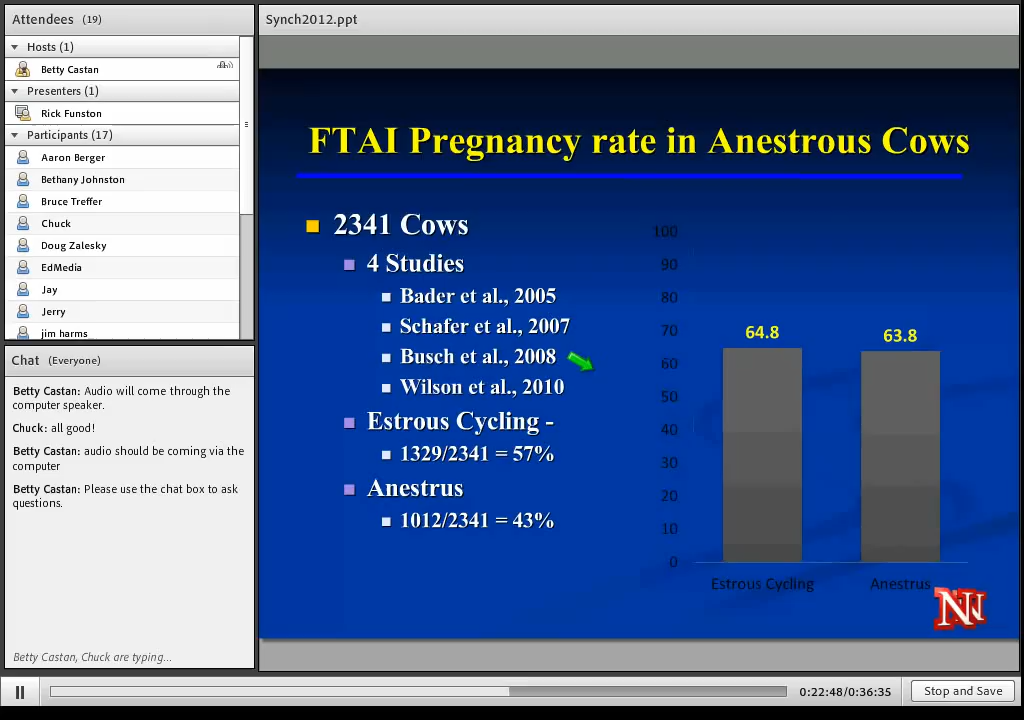 Attendees (19)
Hosts (1)
Betty Castan
Presenters (1)
Rick Funston
Participants (17)
Aaron Berger
Bethany Johnston
Bruce Treffer
Chuck
Doug Zalesky
EdMedia
Jay
Jerry
jim harms
Chat (Everyone)
Betty Castan: Audio will come through the
computer speaker.
Chuck: all good!
Betty Castan: audio should be coming via the
computer
Betty Castan: Please use the chat box to ask
questions.
Betty Castan, Chuck are typing...
Synch2012.ppt
FTAI Pregnancy rate in Anestrous Cows
2341 Cows
4 Studies
Bader et al., 2005
Schafer et al., 2007
Busch et al., 2008
Wilson et al., 2010
Estrous Cycling -
1329/2341 = 57%
Anestrus
1012/2341 = 43%
100
90
80
70
60
50
40
30
20
10
0
64.8
63.8
Estrous Cycling
Anestrus
N
0:22:48/0:36:35
Stop and Save